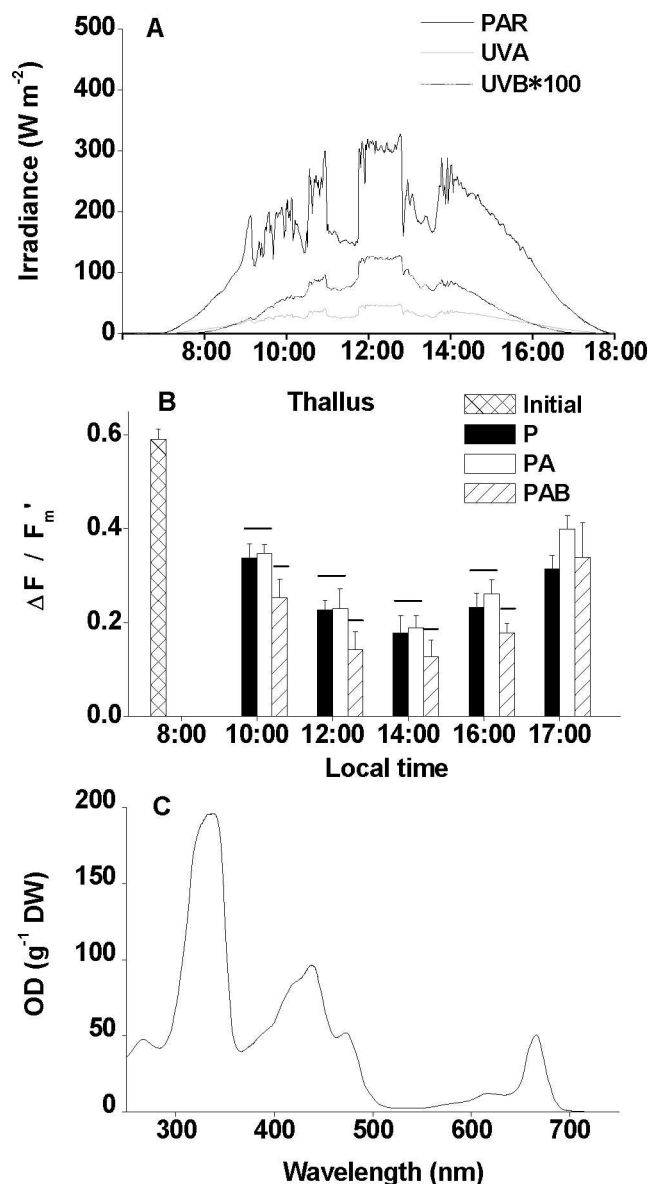 A
PAR
UVA
UVB*100
500
400
300
200
100
0
Irradiance (W m-2)
8:00 10:00 12:00 14:00 16:00 18:00
B
Thallus
Initial
P
PA
PAB
0.6
0.4
0.2
0.0
Δ F / Fm'
8:00 10:00 12:00 14:00 16:00 17:00
Local time
C
200
150
100
50
0
OD (g-1 DW)
300 400 500 600 700
Wavelength (nm)